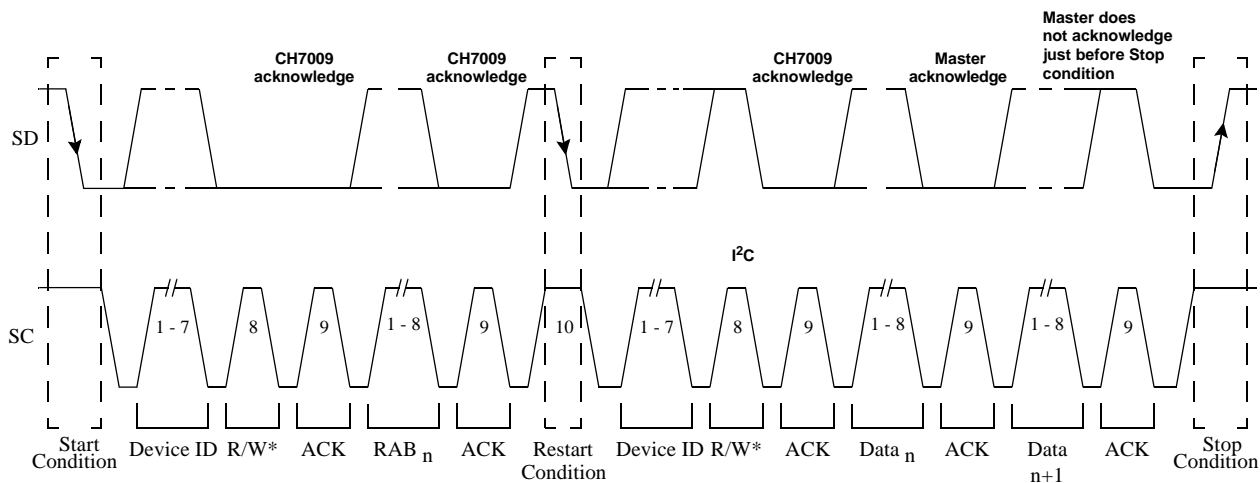 CH7009
acknowledge
CH7009
acknowledge
CH7009
acknowledge
Master
acknowledge
Master does
not acknowledge
just before Stop
condition
SD
I²C
SC
1 - 7
8
9
1 - 8
9
10
1 - 7
8
9
1 - 8
9
1 - 8
9
Start
Condition
Device ID
R/W*
ACK
RAB n
ACK
Restart
Condition
Device ID
R/W*
ACK
Data n
ACK
Data
n+1
ACK
Stop
Condition